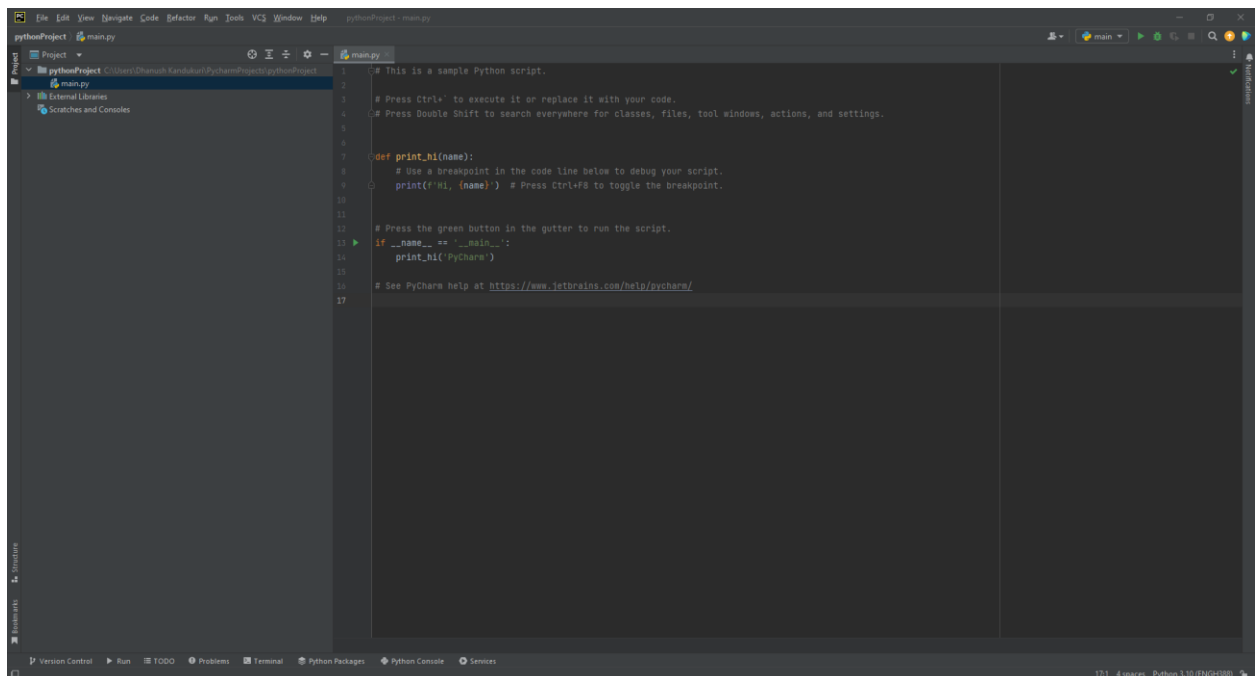 PC File Edit View Navigate Code Refactor Run Tools VCS Window Help pythonProject - main.py
pythonProject main.py main
Project
Project
main.py
pythonProject C:\Users\Dhanush Kandukuri\PycharmProjects\pythonProject
main.py
External Libraries
Scratches and Consoles
1 # This is a sample Python script.
2
3 # Press Ctrl+` to execute it or replace it with your code.
4 # Press Double Shift to search everywhere for classes, files, tool windows, actions, and settings.
5
6
7 def print_hi(name):
8 # Use a breakpoint in the code line below to debug your script.
9 print(f'Hi, {name}') # Press Ctrl+F8 to toggle the breakpoint.
10
11
12 # Press the green button in the gutter to run the script.
13 if __name__ == '__main__':
14 print_hi('PyCharm')
15
16 # See PyCharm help at https://www.jetbrains.com/help/pycharm/
17
Notifications
Structure
Bookmarks
Version Control Run TODO Problems Terminal Python Packages Python Console Services
17:1 4 spaces Python 3.10 (ENGH388)